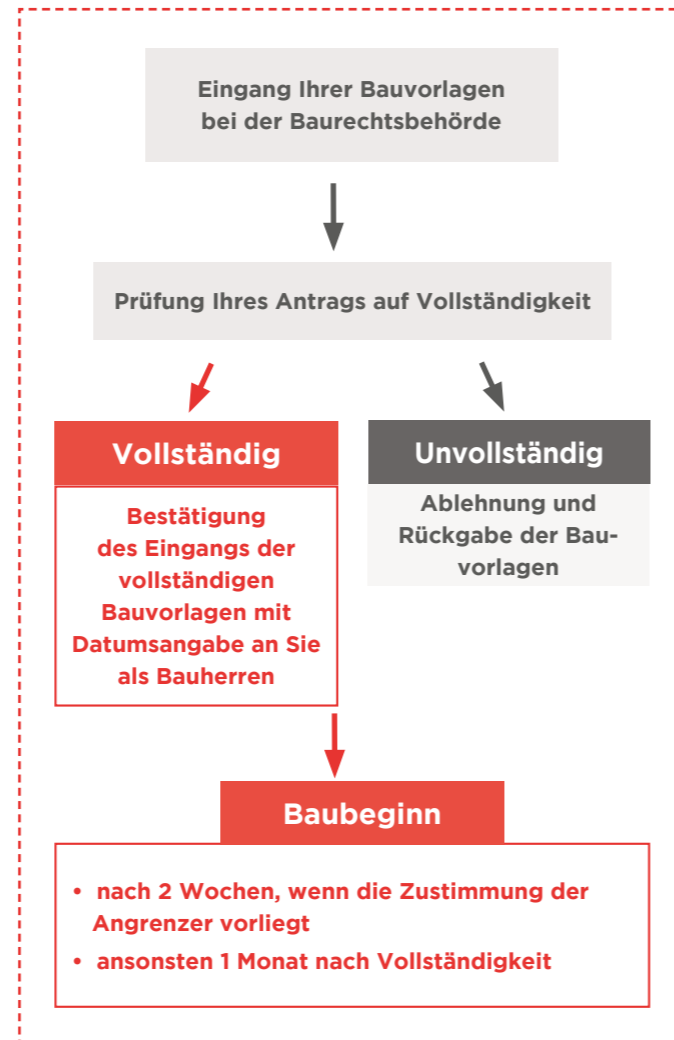 Eingang Ihrer Bauvorlagen
bei der Baurechtsbehörde
Prüfung Ihres Antrags auf Vollständigkeit
Vollständig
Bestätigung
des Eingangs der
vollständigen
Bauvorlagen mit
Datumsangabe an Sie
als Bauherren
Unvollständig
Ablehnung und
Rückgabe der Bau-
vorlagen
Baubeginn
• nach 2 Wochen, wenn die Zustimmung der
Angrenzer vorliegt
• ansonsten 1 Monat nach Vollständigkeit